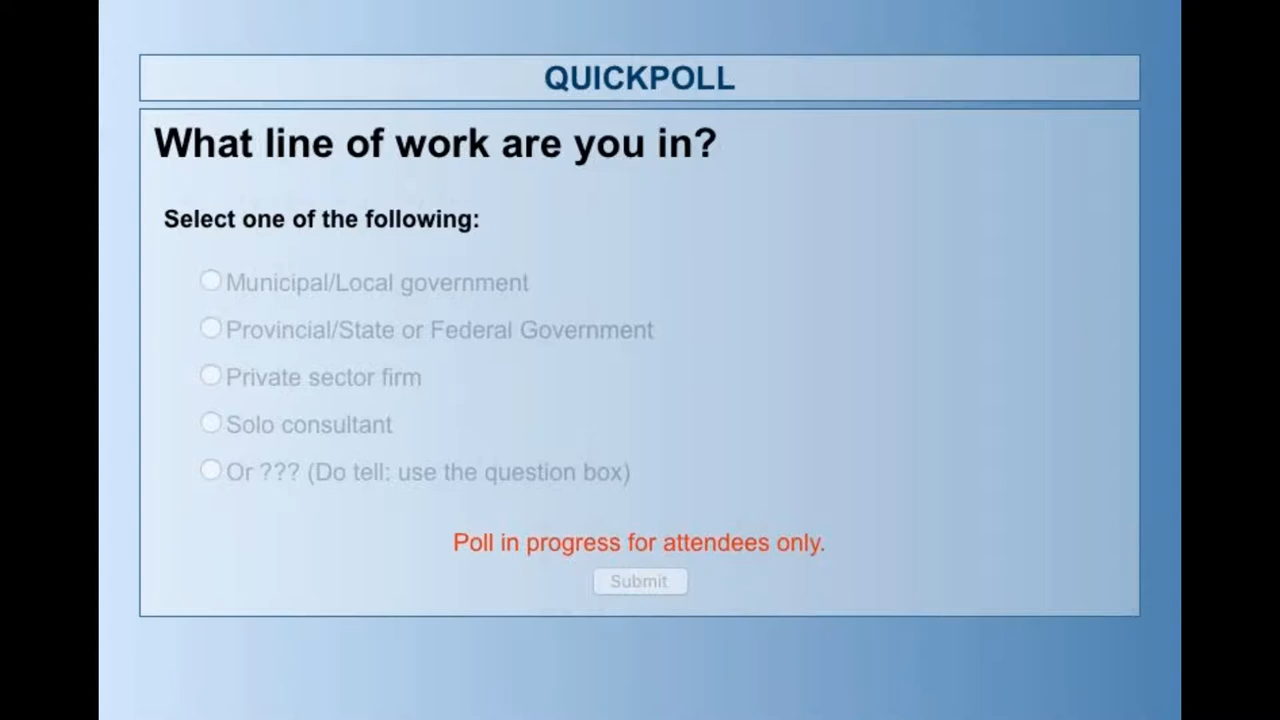 QUICKPOLL
What line of work are you in?
Select one of the following:
Municipal/Local government
Provincial/State or Federal Government
Private sector firm
Solo consultant
Or ??? (Do tell: use the question box)
Poll in progress for attendees only.
Submit